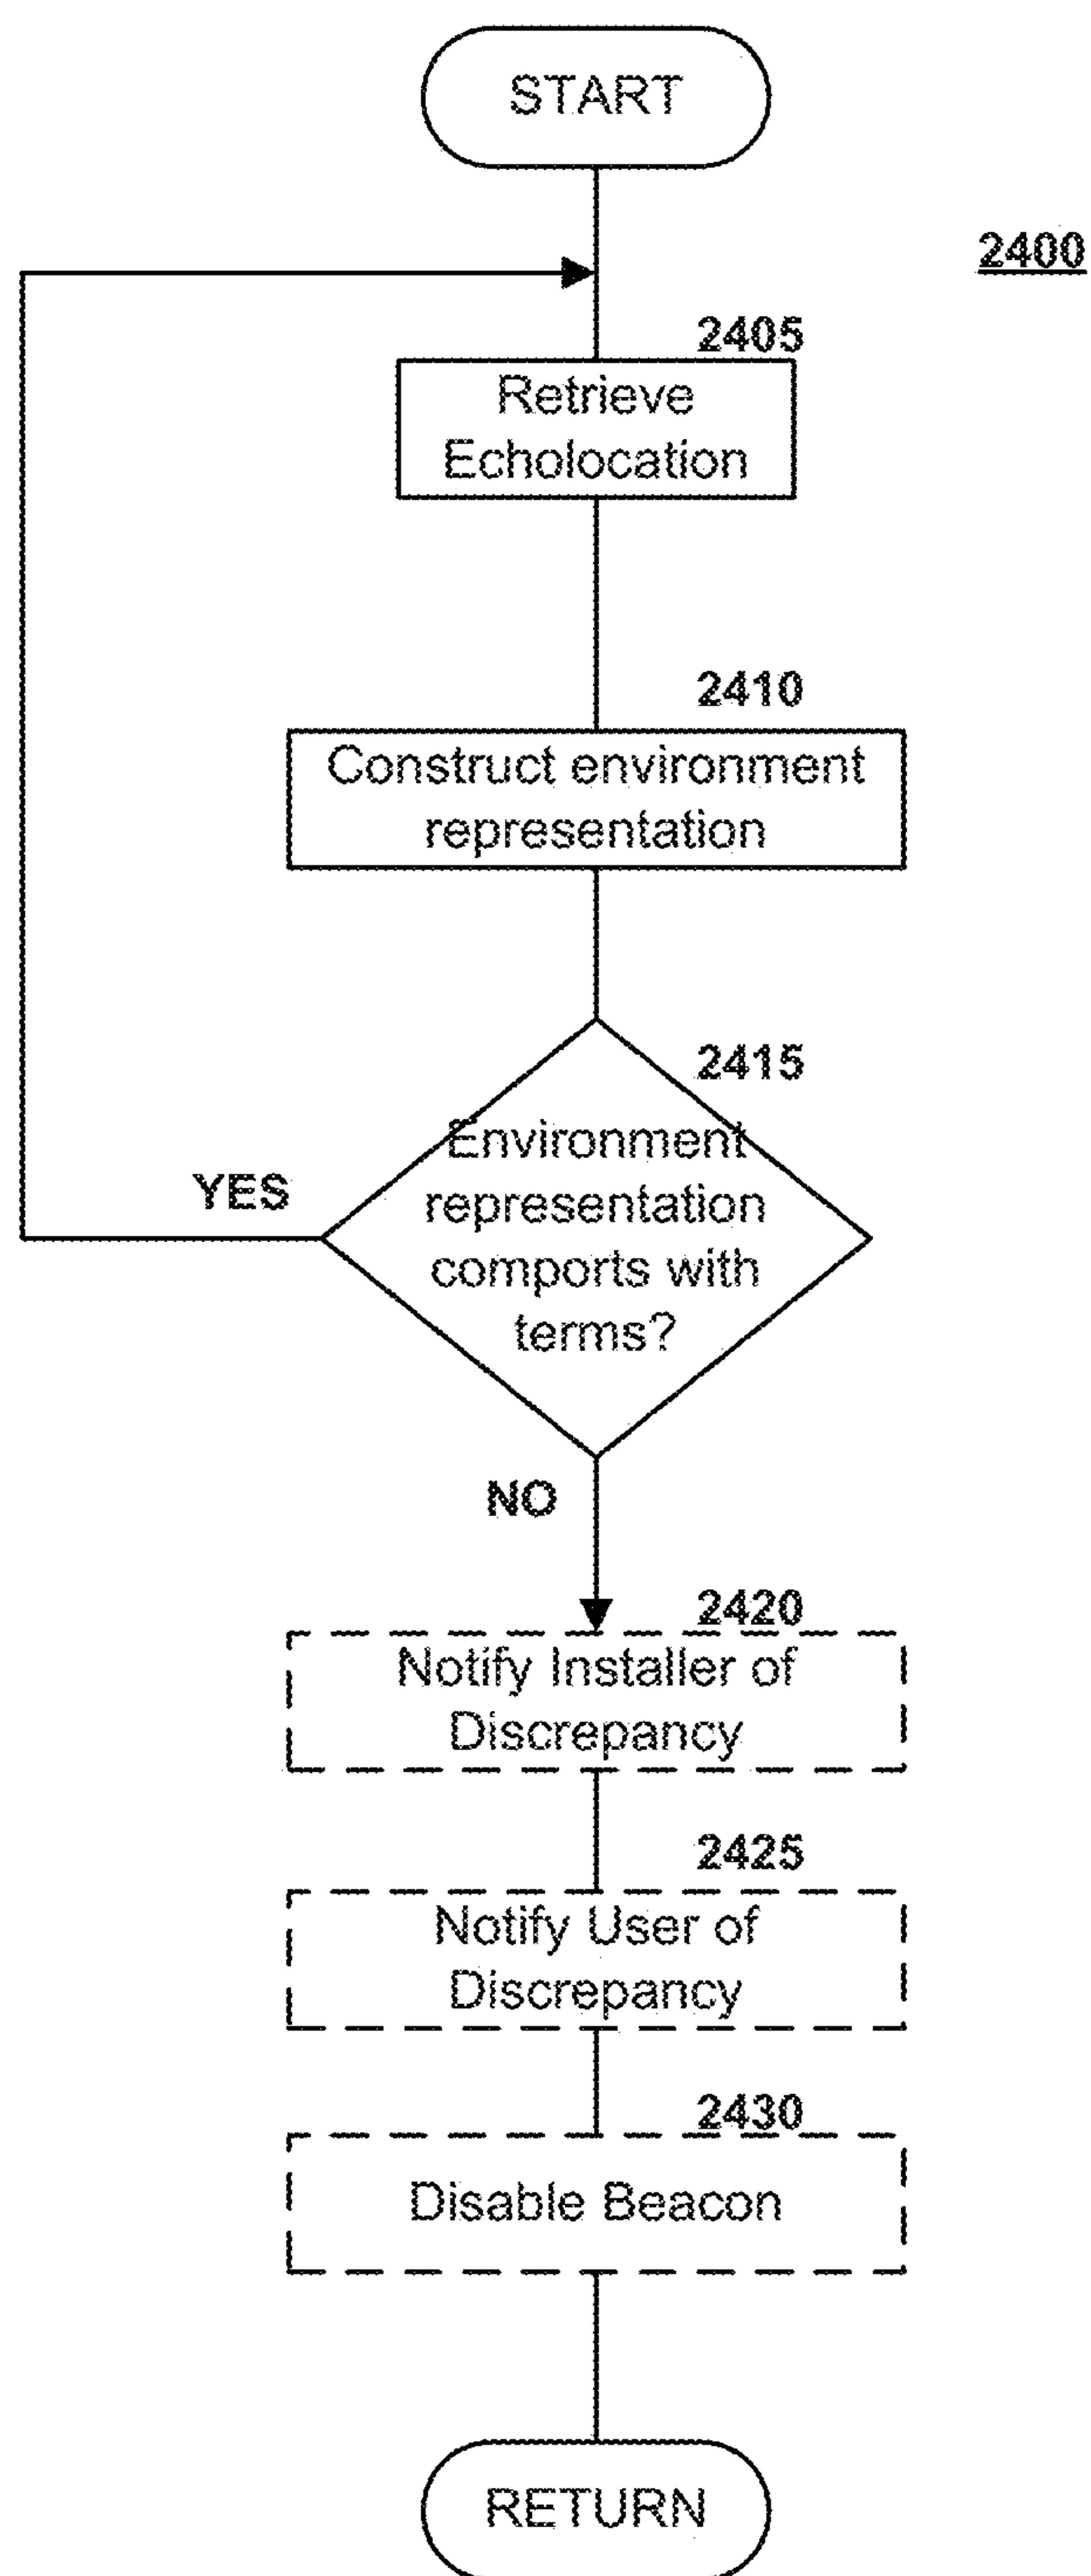 START
2400
2405
Retrieve
Echolocation
2410
Construct environment
representation
2415
Environment
representation
comports with
terms?
YES
NO
2420
Notify Installer of
Discrepancy
2425
Notify User of
Discrepancy
2430
Disable Beacon
RETURN